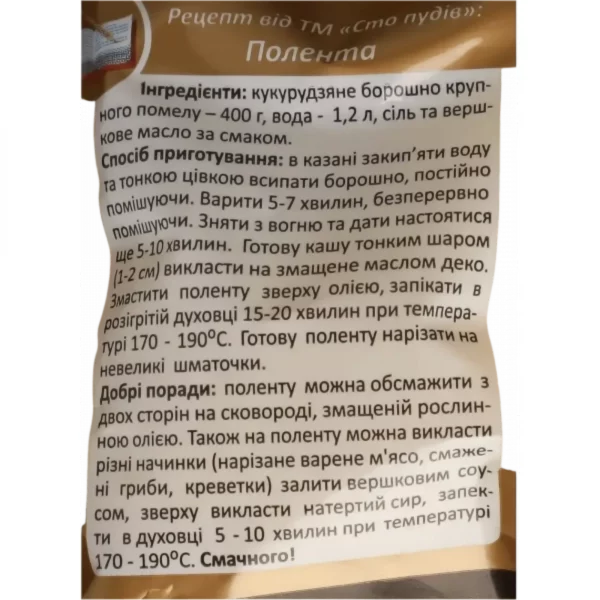 Рецепт від ТМ «Сто пудів»:
Полента
Інгредієнти: кукурудзяне борошно круп-
ного помелу – 400 г, вода - 1,2 л, сіль та верш-
кове масло за смаком.
Спосіб приготування: в казані закип’яти воду
та тонкою цівкою всипати борошно, постійно
помішуючи. Варити 5-7 хвилин, безперервно
помішуючи. Зняти з вогню та дати настоятися
ще 5-10 хвилин. Готову кашу тонким шаром
(1-2 см) викласти на змащене маслом деко.
Змастити поленту зверху олією, запікати в
розігрітій духовці 15-20 хвилин при темпера-
турі 170 - 190⁰С. Готову поленту нарізати на
невеликі шматочки.
Добрі поради: поленту можна обсмажити з
двох сторін на сковороді, змащеній рослин-
ною олією. Також на поленту можна викласти
різні начинки (нарізане варене м'ясо, смаже-
ні гриби, креветки) залити вершковим соу-
сом, зверху викласти натертий сир, запек-
ти в духовці 5 - 10 хвилин при температурі
170 - 190⁰С. Смачного!